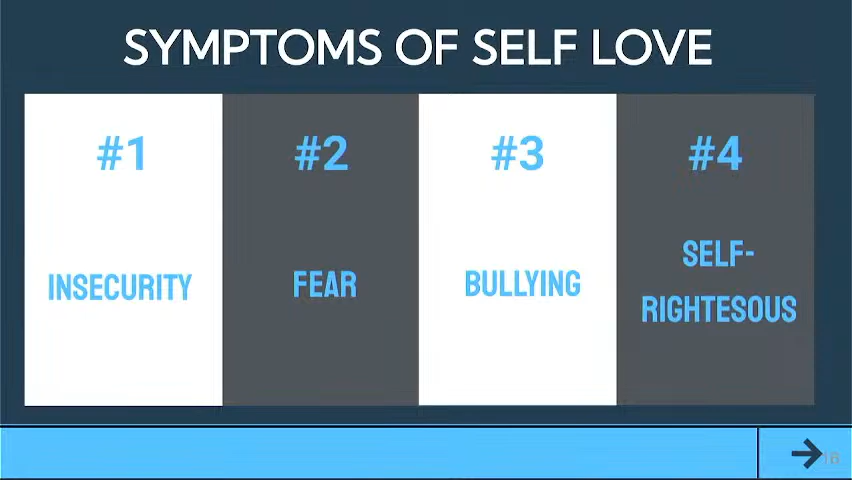 SYMPTOMS OF SELF LOVE
#1
INSECURITY
#2
FEAR
#3
BULLYING
#4
SELF-
RIGHTESOUS